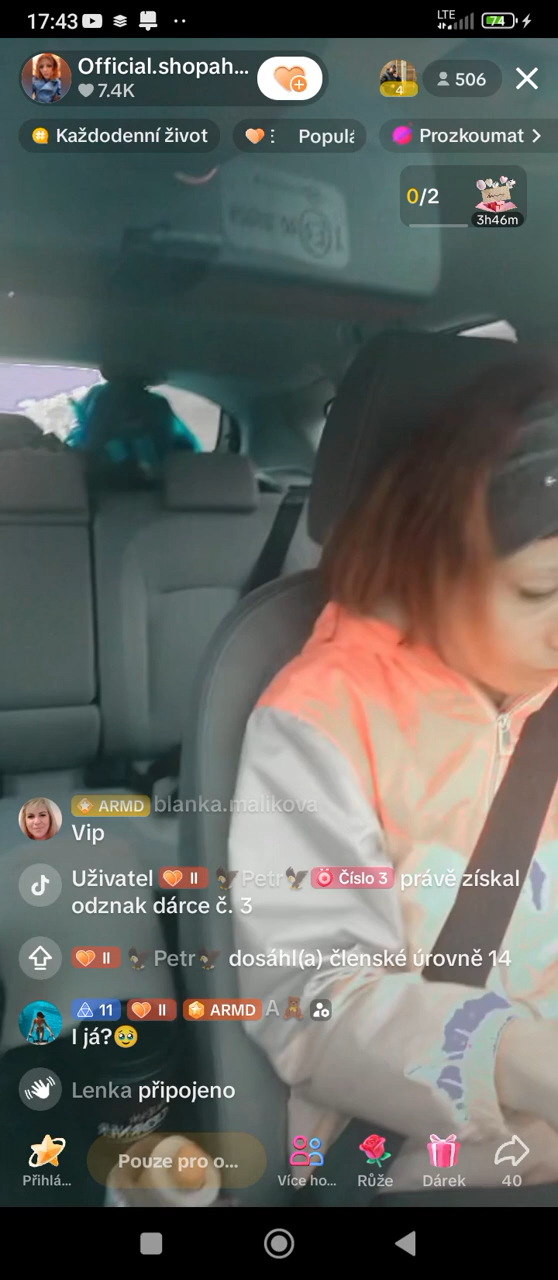 17:43
LTE
74
Official.shopah...
7.4K
4
506
Každodenní život
Populá
Prozkoumat
0/2
3h46m
ARMD blanka.malikova
Vip
Uživatel II Petr Číslo 3 právě získal
odznak dárce č. 3
II Petr dosáhl(a) členské úrovně 14
11 II ARMD A
I já?🥹
Lenka připojeno
Přihlá...
Pouze pro o...
Více ho...
Růže
Dárek
40